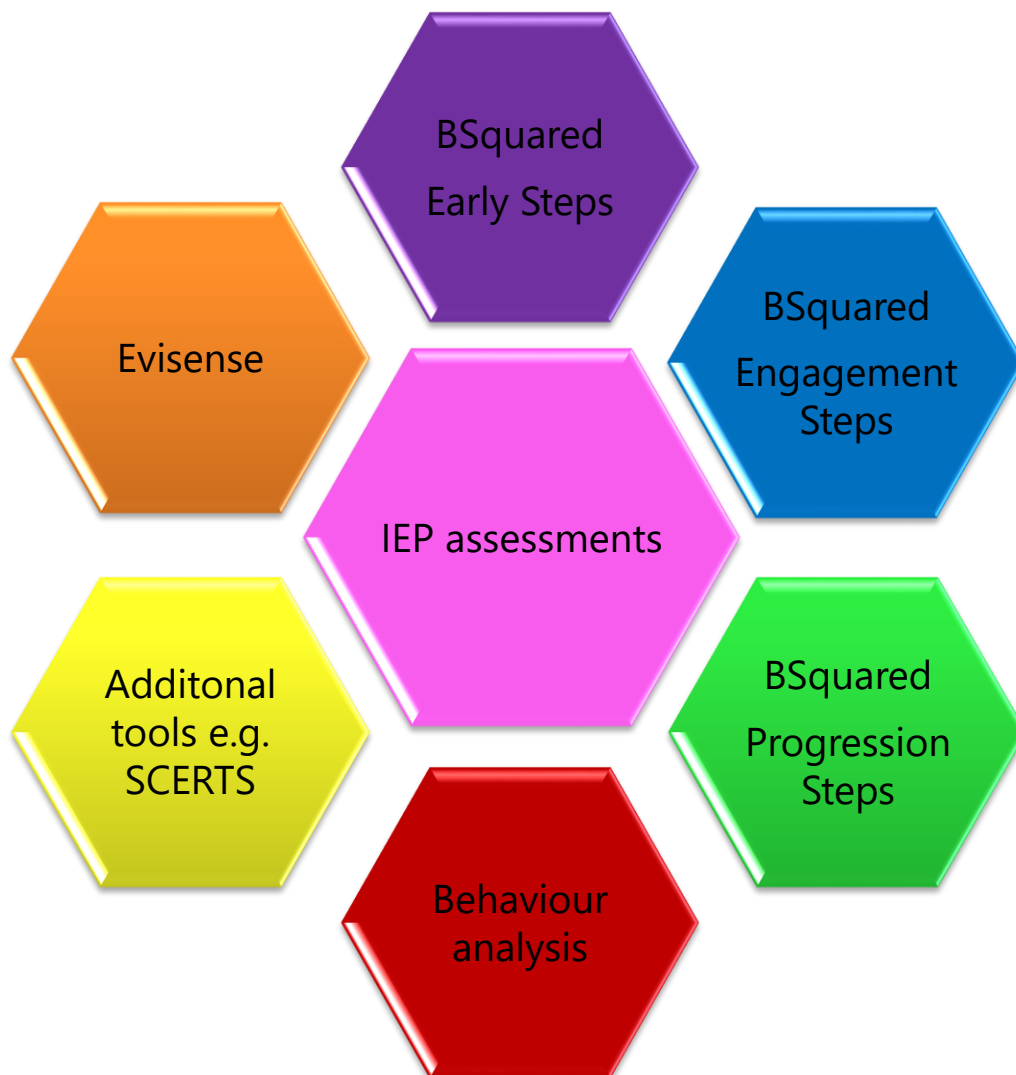 BSquared
Early Steps
BSquared
Engagement
Steps
Evisense
IEP assessments
Additonal
tools e.g.
SCERTS
BSquared
Progression
Steps
Behaviour
analysis